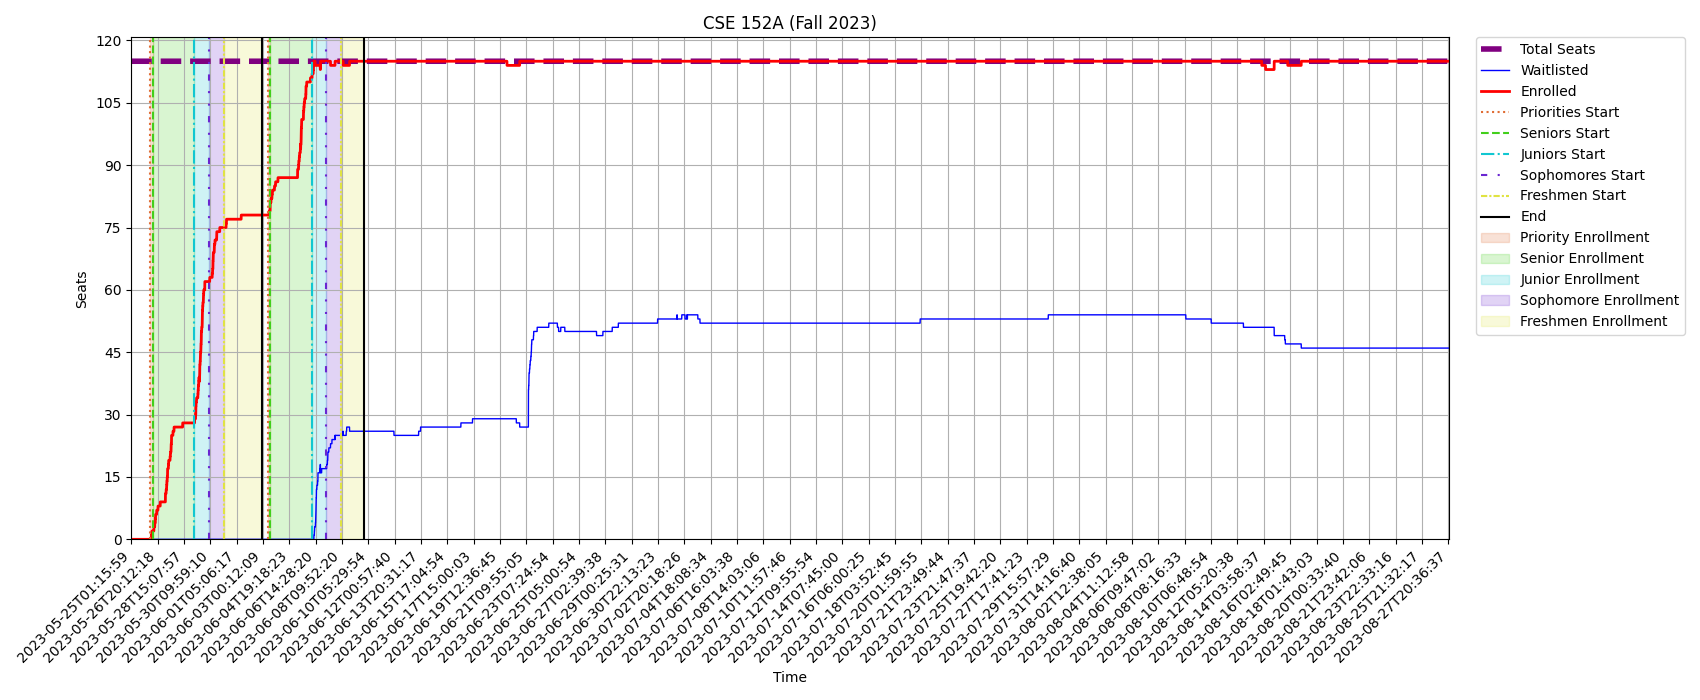 CSE 152A (Fall 2023)
120
105
90
75
60
45
30
15
0
Seats
2023-05-25T01:15:59
2023-05-26T20:12:18
2023-05-28T15:07:57
2023-05-30T09:59:10
2023-06-01T05:06:17
2023-06-03T00:12:09
2023-06-04T19:18:23
2023-06-06T14:28:20
2023-06-08T09:52:20
2023-06-10T05:29:54
2023-06-12T00:57:40
2023-06-13T20:31:17
2023-06-15T17:04:54
2023-06-17T15:00:03
2023-06-19T12:36:45
2023-06-21T09:55:05
2023-06-23T07:24:54
2023-06-25T05:00:54
2023-06-27T02:39:38
2023-06-29T00:25:31
2023-06-30T22:13:23
2023-07-02T20:18:26
2023-07-04T18:08:34
2023-07-06T16:03:38
2023-07-08T14:03:06
2023-07-10T11:57:46
2023-07-12T09:55:54
2023-07-14T07:45:00
2023-07-16T06:00:25
2023-07-18T03:52:45
2023-07-20T01:59:55
2023-07-21T23:49:44
2023-07-23T21:47:37
2023-07-25T19:42:20
2023-07-27T17:41:23
2023-07-29T15:57:29
2023-07-31T14:16:40
2023-08-02T12:38:05
2023-08-04T11:12:58
2023-08-06T09:47:02
2023-08-08T08:16:33
2023-08-10T06:48:54
2023-08-12T05:20:38
2023-08-14T03:58:37
2023-08-16T02:49:45
2023-08-18T01:43:03
2023-08-20T00:33:40
2023-08-21T23:42:06
2023-08-23T22:33:16
2023-08-25T21:32:17
2023-08-27T20:36:37
Time
Total Seats
Waitlisted
Enrolled
Priorities Start
Seniors Start
Juniors Start
Sophomores Start
Freshmen Start
End
Priority Enrollment
Senior Enrollment
Junior Enrollment
Sophomore Enrollment
Freshmen Enrollment